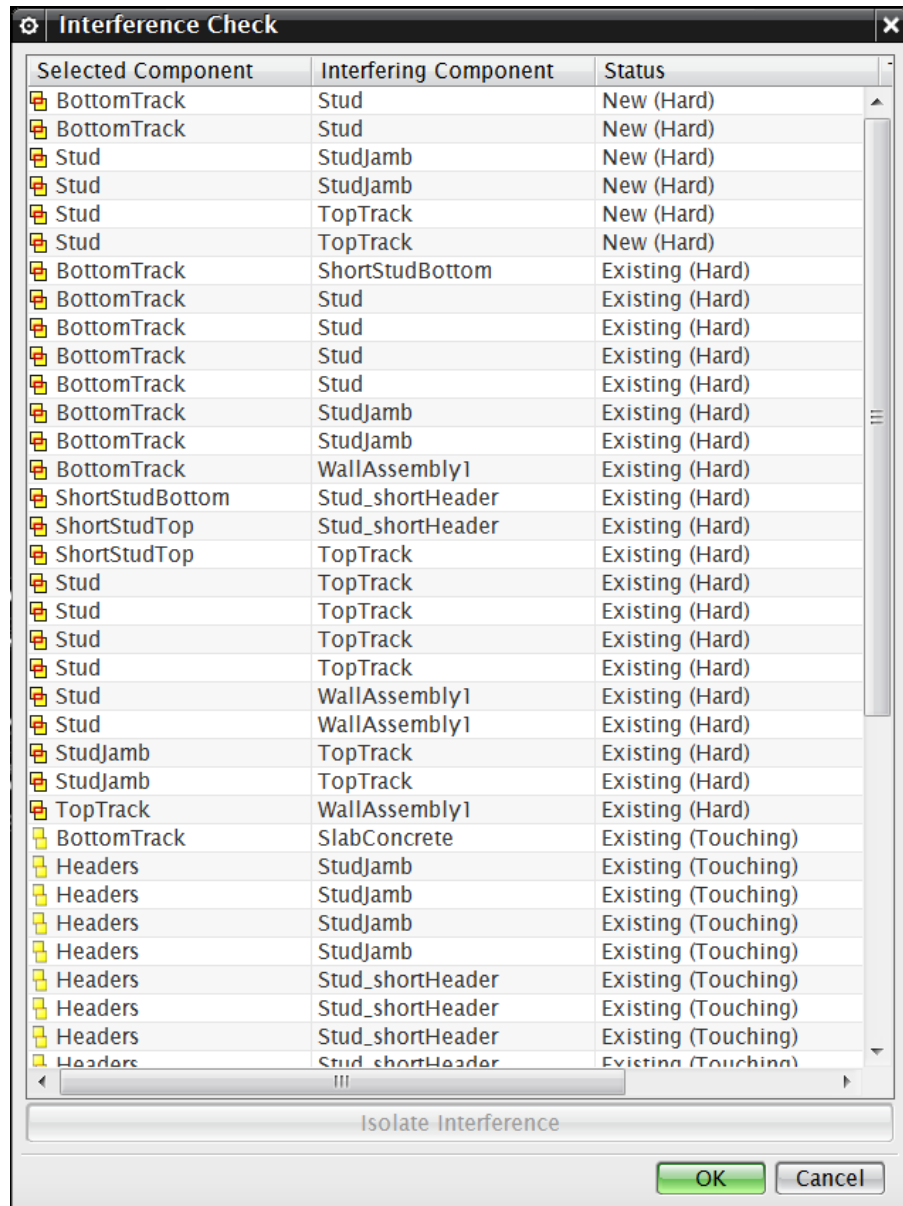 Interference Check
Selected Component Interfering Component Status
BottomTrack Stud New (Hard)
BottomTrack Stud New (Hard)
Stud StudJamb New (Hard)
Stud StudJamb New (Hard)
Stud TopTrack New (Hard)
Stud TopTrack New (Hard)
BottomTrack ShortStudBottom Existing (Hard)
BottomTrack Stud Existing (Hard)
BottomTrack Stud Existing (Hard)
BottomTrack Stud Existing (Hard)
BottomTrack Stud Existing (Hard)
BottomTrack StudJamb Existing (Hard)
BottomTrack StudJamb Existing (Hard)
BottomTrack WallAssembly1 Existing (Hard)
ShortStudBottom Stud_shortHeader Existing (Hard)
ShortStudTop Stud_shortHeader Existing (Hard)
ShortStudTop TopTrack Existing (Hard)
Stud TopTrack Existing (Hard)
Stud TopTrack Existing (Hard)
Stud TopTrack Existing (Hard)
Stud TopTrack Existing (Hard)
Stud WallAssembly1 Existing (Hard)
Stud WallAssembly1 Existing (Hard)
StudJamb TopTrack Existing (Hard)
StudJamb TopTrack Existing (Hard)
TopTrack WallAssembly1 Existing (Hard)
BottomTrack SlabConcrete Existing (Touching)
Headers StudJamb Existing (Touching)
Headers StudJamb Existing (Touching)
Headers StudJamb Existing (Touching)
Headers StudJamb Existing (Touching)
Headers Stud_shortHeader Existing (Touching)
Headers Stud_shortHeader Existing (Touching)
Headers Stud_shortHeader Existing (Touching)
Headers Stud_shortHeader Existing (Touching)
Isolate Interference
OK Cancel